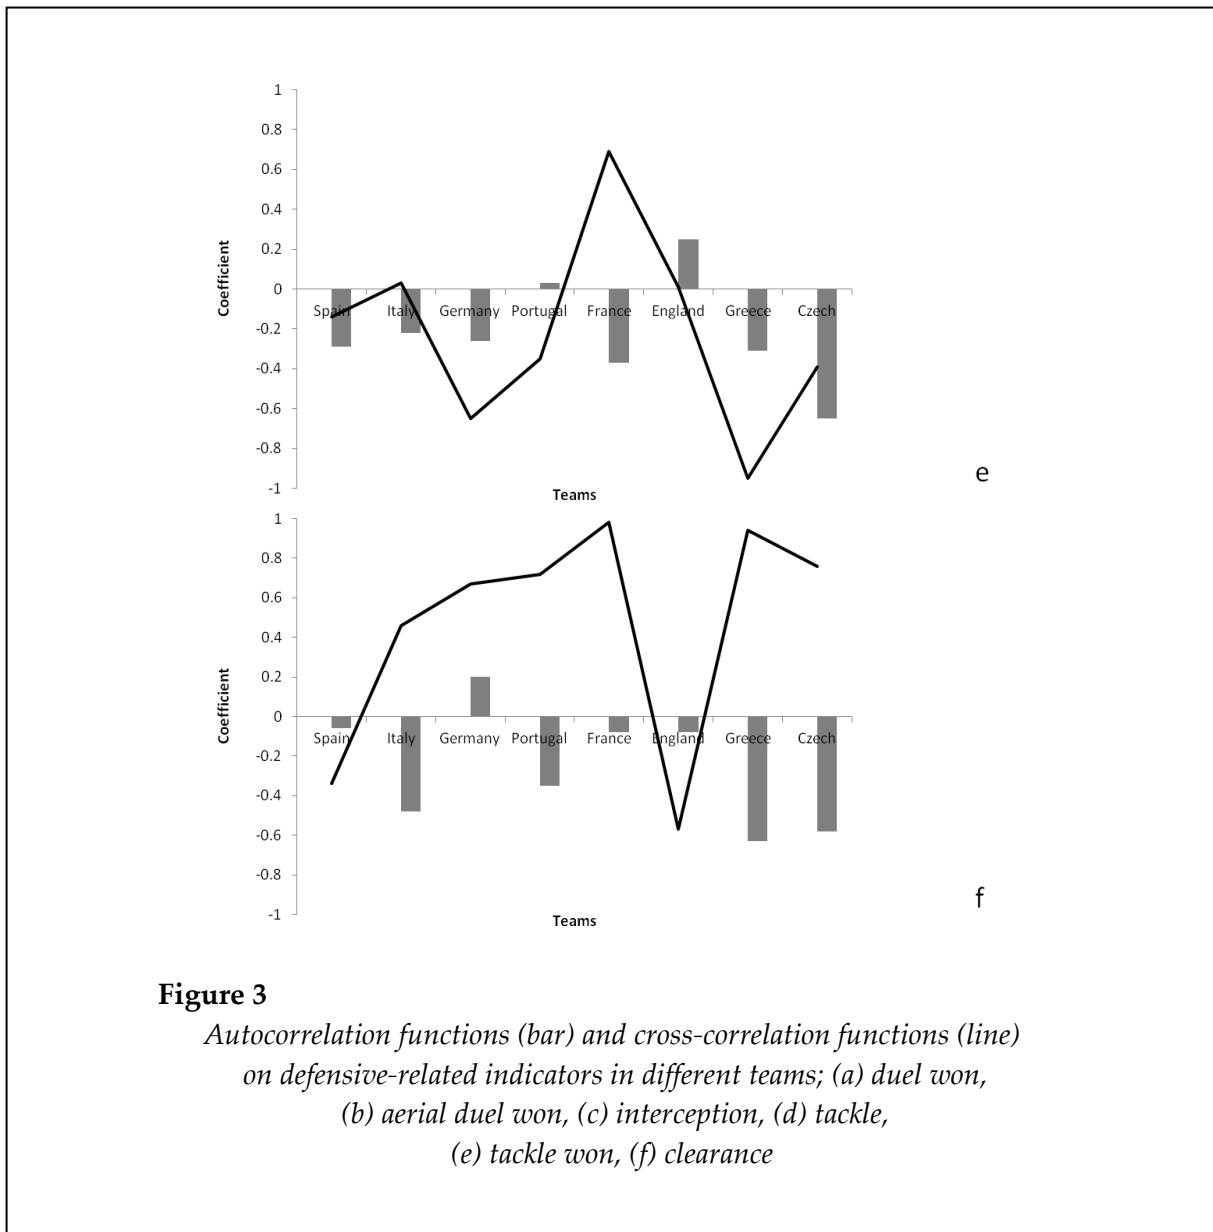 1
0.8
0.6
0.4
0.2
0
-0.2
-0.4
-0.6
-0.8
-1
Coefficient
Spain Italy Germany Portugal France England Greece Czech
Teams
e
1
0.8
0.6
0.4
0.2
0
-0.2
-0.4
-0.6
-0.8
-1
Coefficient
Spain Italy Germany Portugal France England Greece Czech
Teams
f
Figure 3
Autocorrelation functions (bar) and cross-correlation functions (line)
on defensive-related indicators in different teams; (a) duel won,
(b) aerial duel won, (c) interception, (d) tackle,
(e) tackle won, (f) clearance